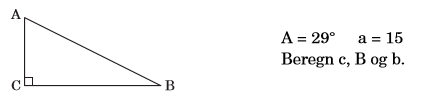 A
A = 29° a = 15
Beregn c, B og b.
C
B